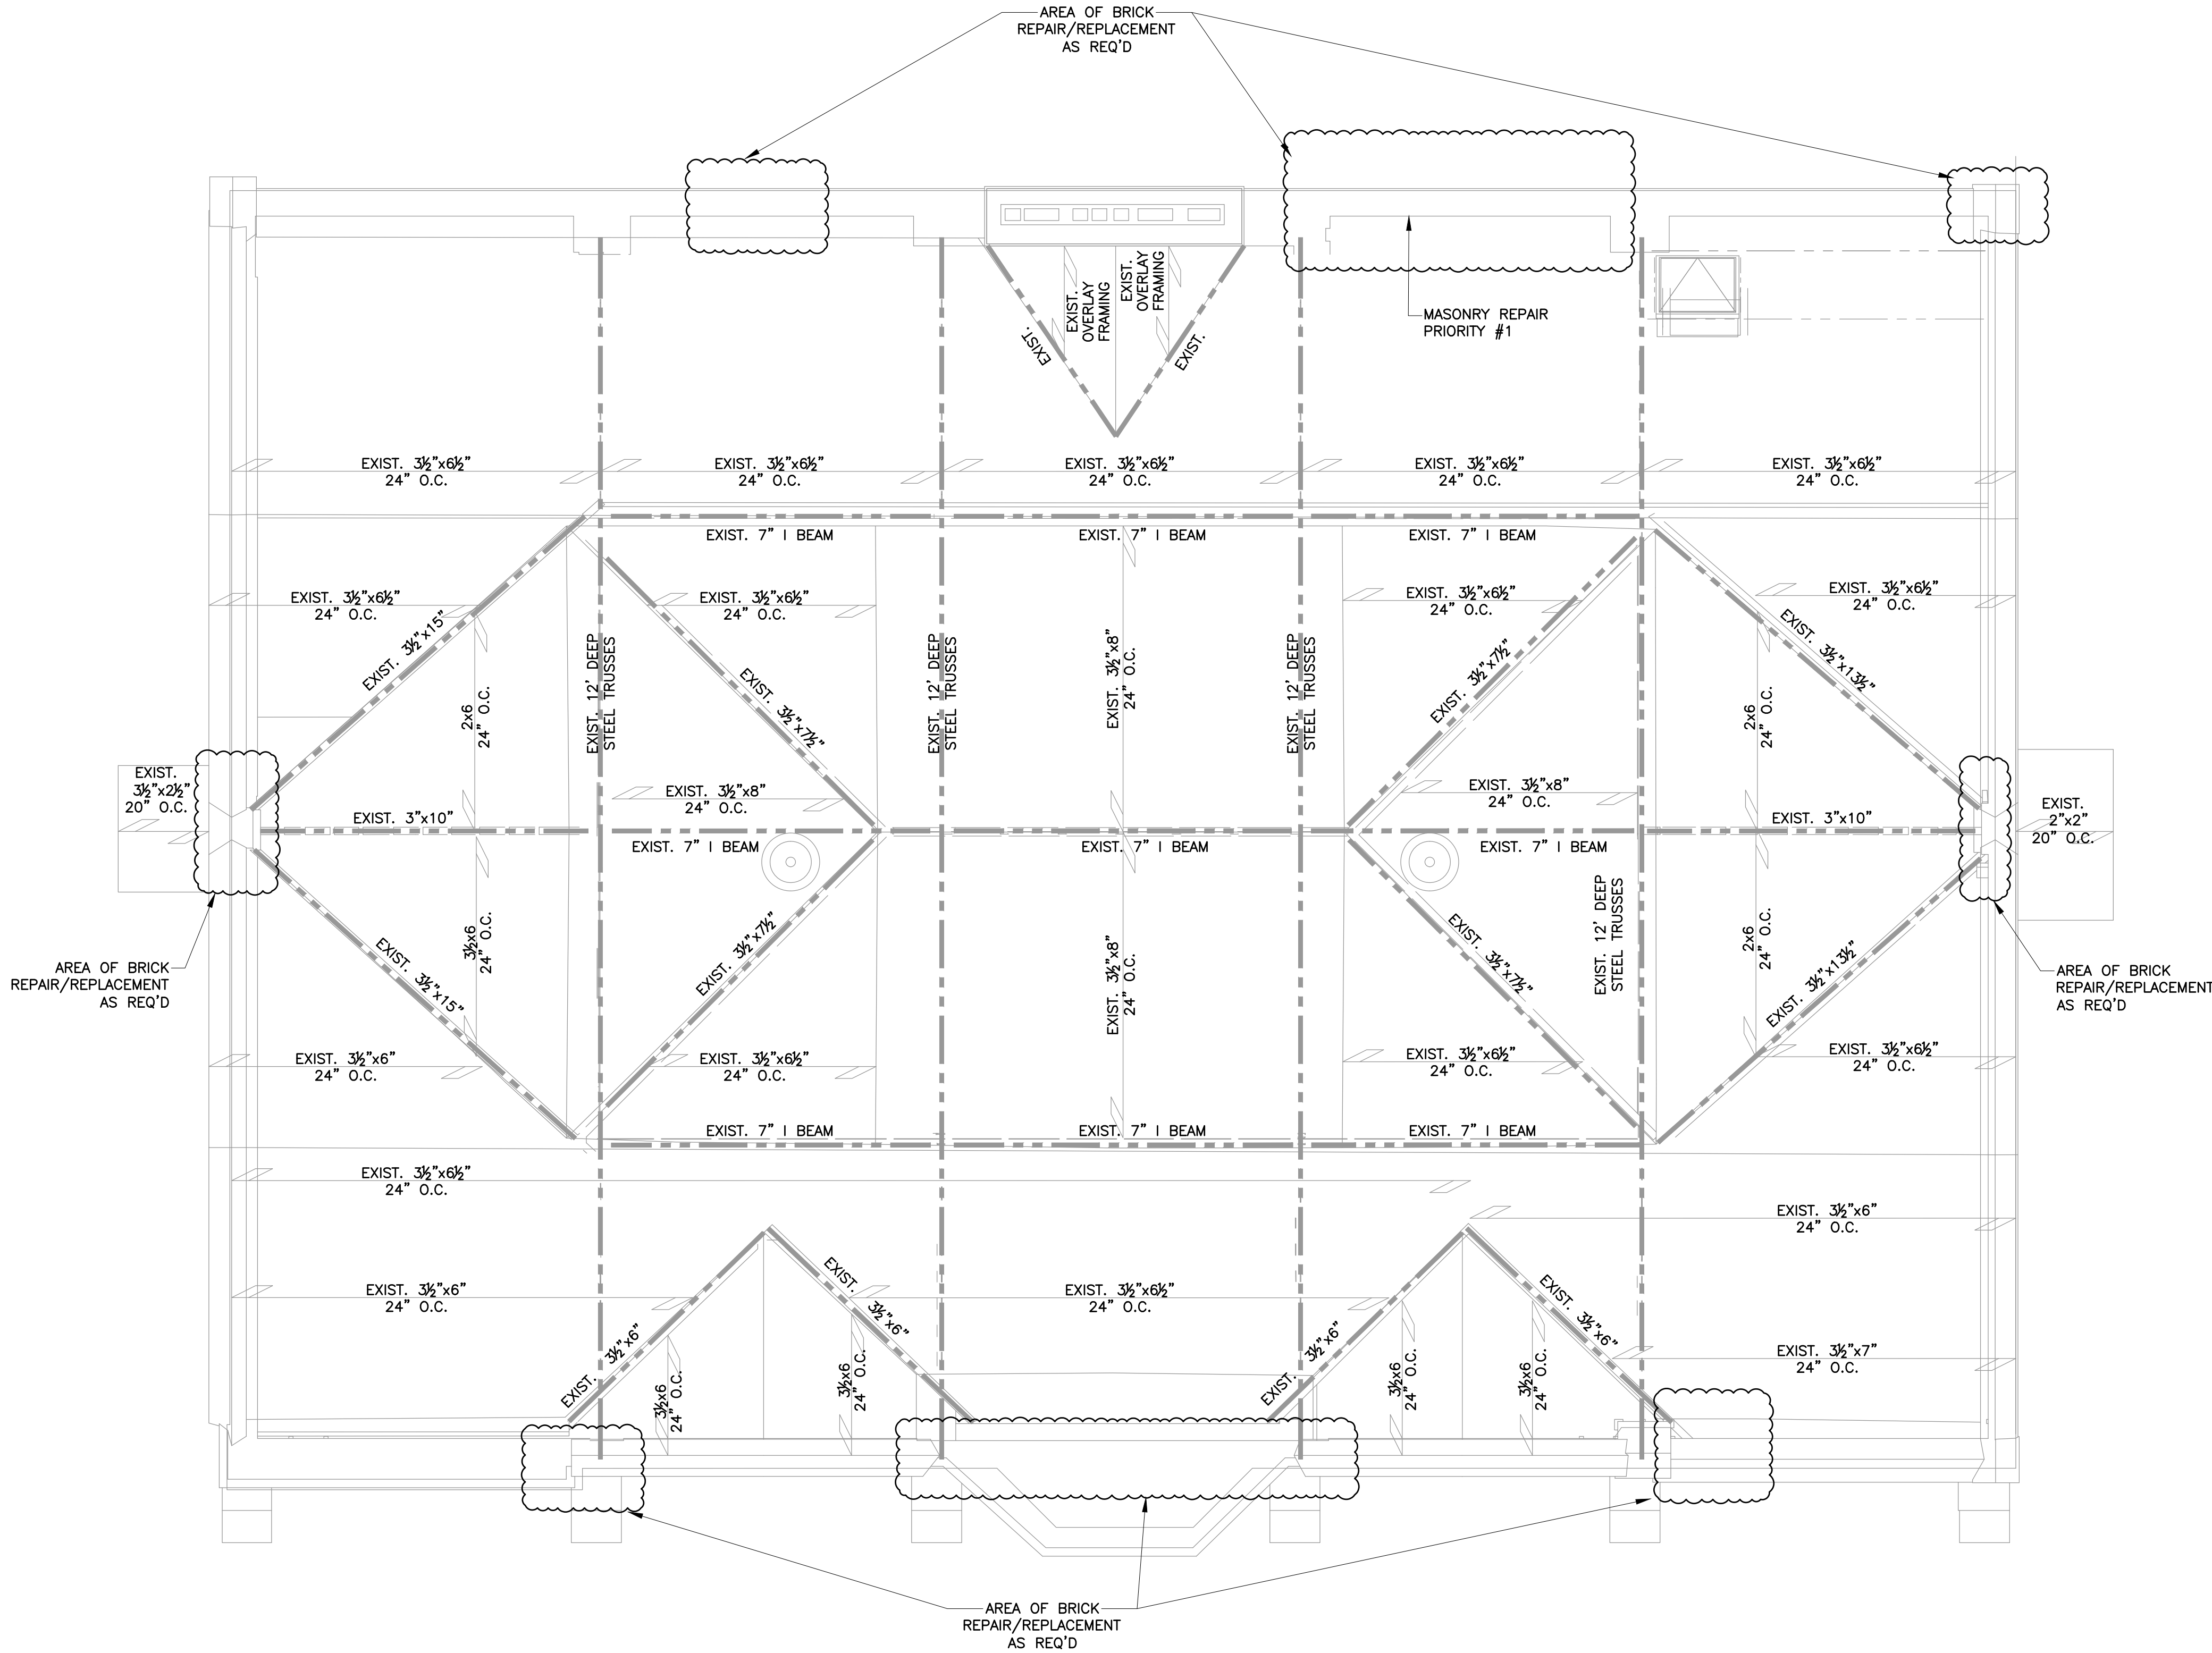 AREA OF BRICK
REPAIR/REPLACEMENT
AS REQ'D
EXIST.
OVERLAY
FRAMING
EXIST.
OVERLAY
FRAMING
EXIST.
EXIST.
MASONRY REPAIR
PRIORITY #1
EXIST. 3½"x6½"
24" O.C.
EXIST. 3½"x6½"
24" O.C.
EXIST. 3½"x6½"
24" O.C.
EXIST. 3½"x6½"
24" O.C.
EXIST. 3½"x6½"
24" O.C.
EXIST. 7" I BEAM
EXIST. 7" I BEAM
EXIST. 7" I BEAM
EXIST. 3½"x6½"
24" O.C.
EXIST. 3½"x6½"
24" O.C.
EXIST. 3½"x6½"
24" O.C.
EXIST. 3½"x6½"
24" O.C.
EXIST. 3½"x15"
2x6
24" O.C.
EXIST. 12' DEEP
STEEL TRUSSES
EXIST. 3½"x7½"
EXIST. 12' DEEP
STEEL TRUSSES
EXIST. 3½"x8"
24" O.C.
EXIST. 12' DEEP
STEEL TRUSSES
EXIST. 3½"x7½"
2x6
24" O.C.
EXIST. 3½"x13½"
EXIST.
3½"x2½"
20" O.C.
EXIST. 3"x10"
EXIST. 3½"x8"
24" O.C.
EXIST. 7" I BEAM
EXIST. 7" I BEAM
EXIST. 3½"x8"
24" O.C.
EXIST. 7" I BEAM
EXIST. 3"x10"
EXIST.
2"x2"
20" O.C.
AREA OF BRICK
REPAIR/REPLACEMENT
AS REQ'D
EXIST. 3½"x15"
3½x6
24" O.C.
EXIST. 3½"x7½"
EXIST. 3½"x8"
24" O.C.
EXIST. 3½"x7½"
EXIST. 12' DEEP
STEEL TRUSSES
2x6
24" O.C.
EXIST. 3½"x13½"
AREA OF BRICK
REPAIR/REPLACEMENT
AS REQ'D
EXIST. 3½"x6"
24" O.C.
EXIST. 3½"x6½"
24" O.C.
EXIST. 3½"x6½"
24" O.C.
EXIST. 3½"x6½"
24" O.C.
EXIST. 7" I BEAM
EXIST. 7" I BEAM
EXIST. 7" I BEAM
EXIST. 3½"x6½"
24" O.C.
EXIST. 3½"x6"
24" O.C.
EXIST. 3½"x6"
24" O.C.
EXIST. 3½"x6"
3½x6
24" O.C.
EXIST. 3½"x6"
3½x6
24" O.C.
EXIST. 3½"x6½"
24" O.C.
EXIST. 3½"x6"
3½x6
24" O.C.
EXIST. 3½"x6"
3½x6
24" O.C.
EXIST. 3½"x7"
24" O.C.
AREA OF BRICK
REPAIR/REPLACEMENT
AS REQ'D